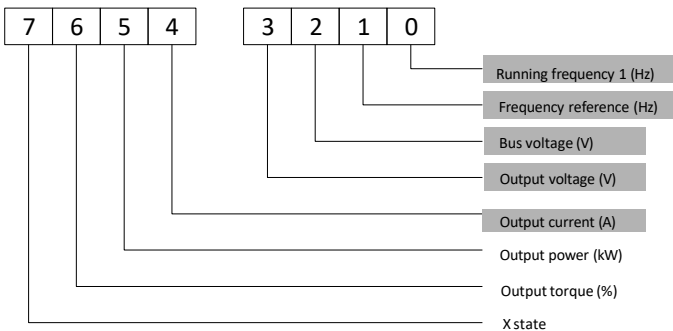 7 6 5 4 3 2 1 0
Running frequency 1 (Hz)
Frequency reference (Hz)
Bus voltage (V)
Output voltage (V)
Output current (A)
Output power (kW)
Output torque (%)
X state